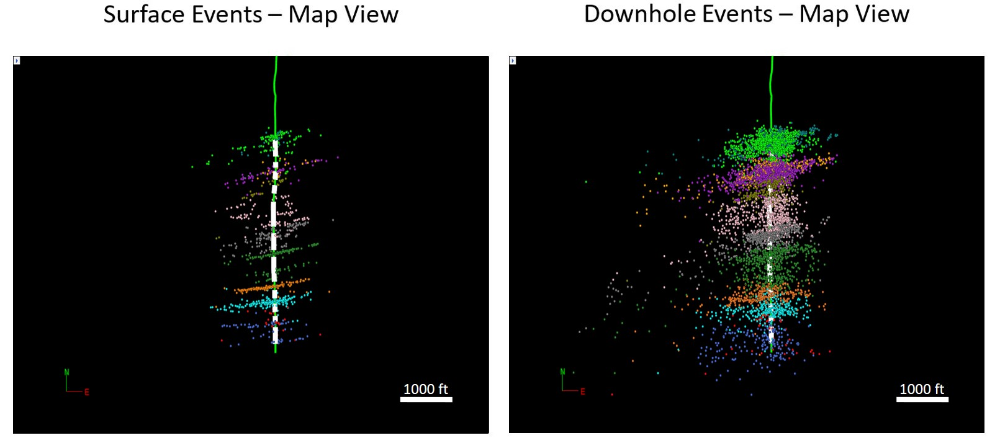 Surface Events – Map View
Downhole Events – Map View
N
E
1000 ft
N
E
1000 ft